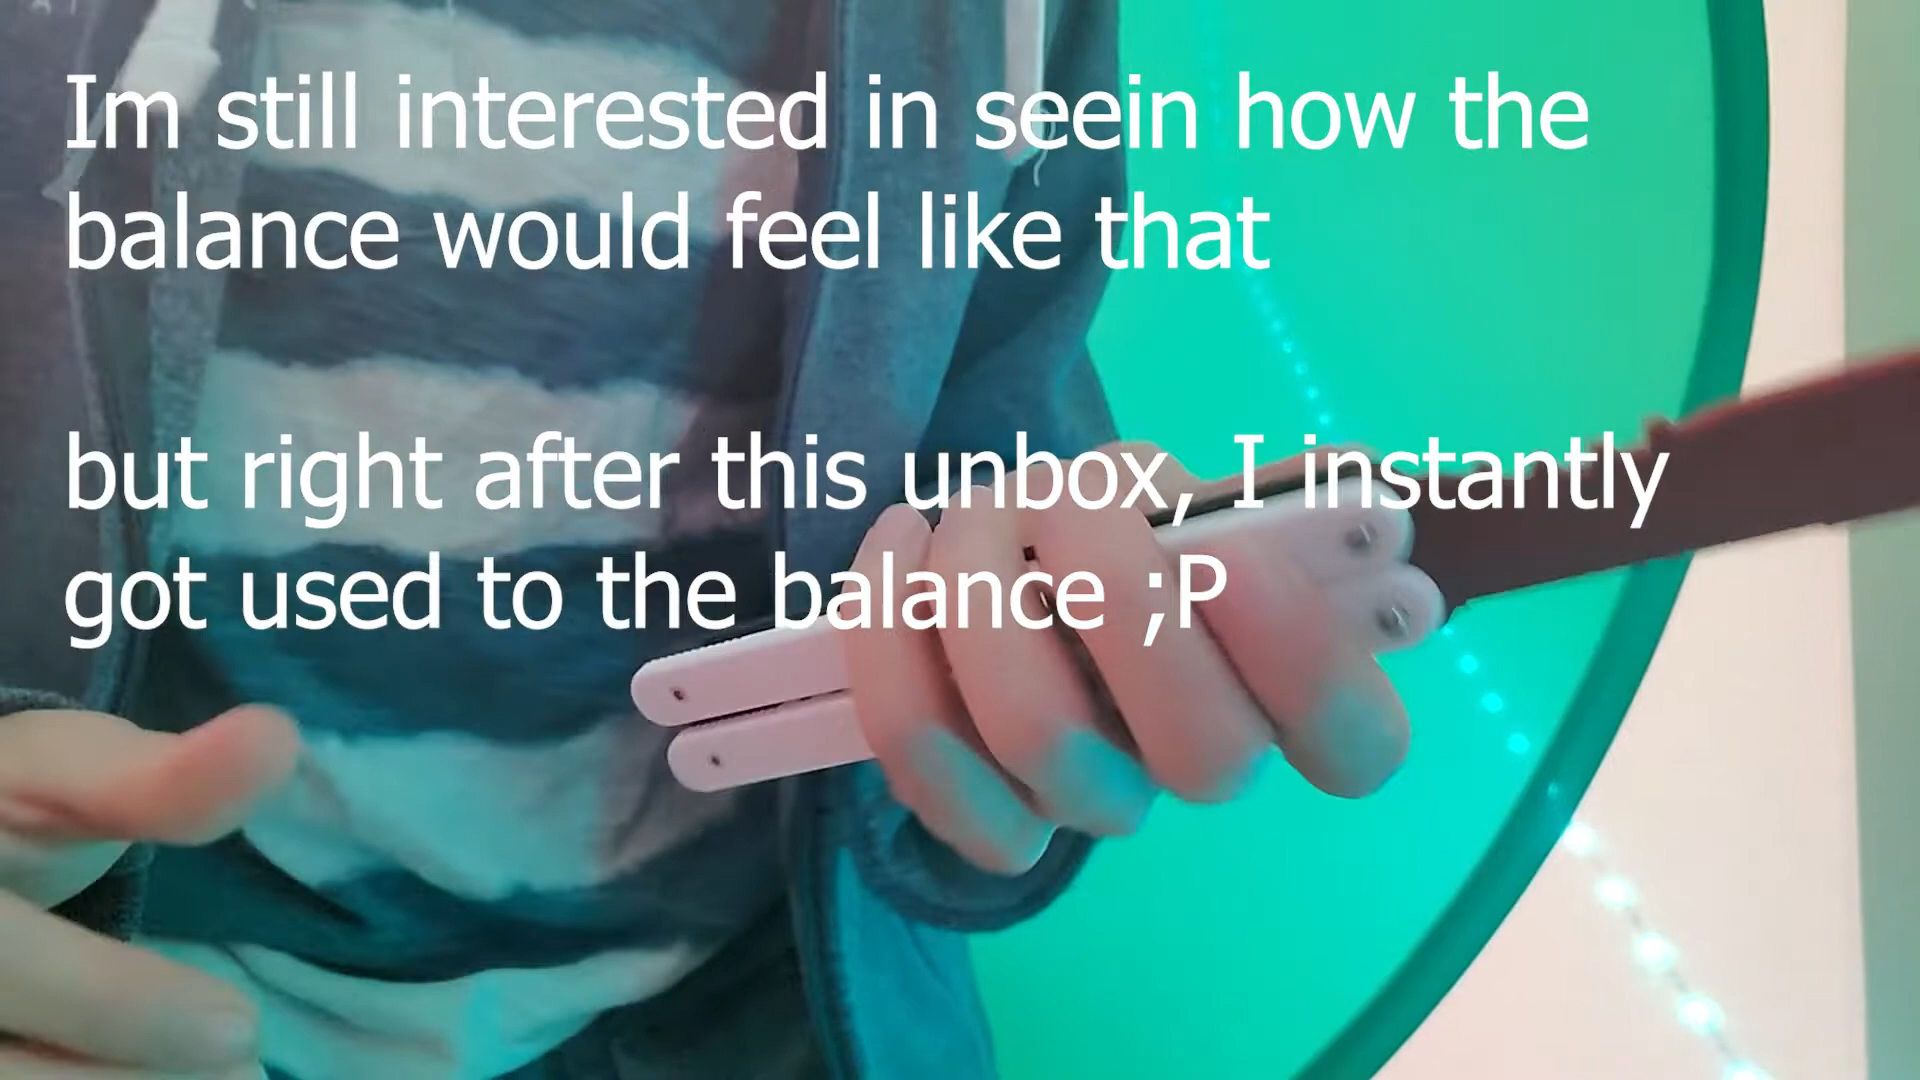 Im still interested in seein how the
balance would feel like that
but right after this unbox, I instantly
got used to the balance ;P